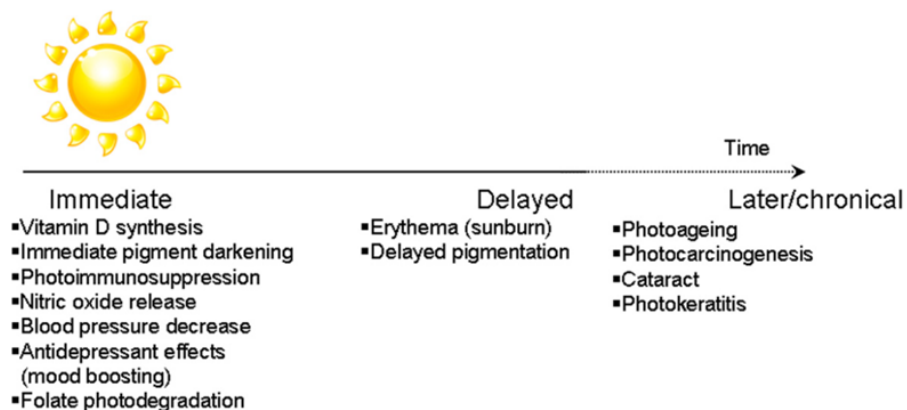 Time
Immediate
▪Vitamin D synthesis
▪Immediate pigment darkening
▪Photoimmunosuppression
▪Nitric oxide release
▪Blood pressure decrease
▪Antidepressant effects
(mood boosting)
▪Folate photodegradation
Delayed
▪Erythema (sunburn)
▪Delayed pigmentation
Later/chronical
▪Photoageing
▪Photocarcinogenesis
▪Cataract
▪Photokeratitis